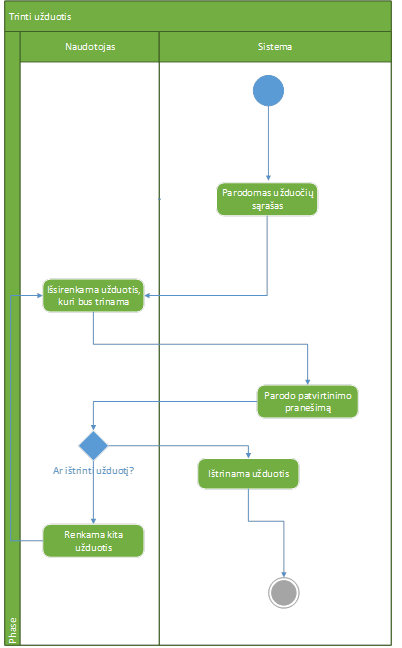 Trinti užduotis
Naudotojas
Sistema
Parodomas užduočių
sąrašas
Išsirenkama užduotis,
kuri bus trinama
Parodo patvirtinimo
pranešimą
Ar ištrinti užduotį?
Ištrinama užduotis
Renkama kita
užduotis
Phase